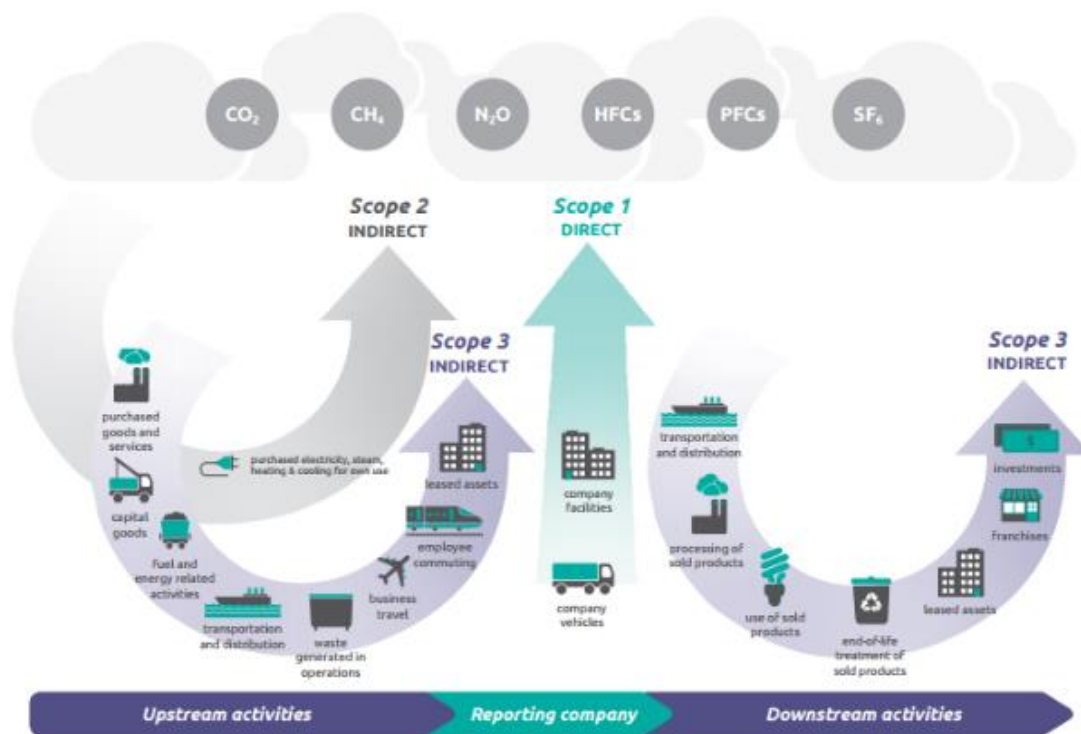 CO₂
CH₄
N₂O
HFCs
PFCs
SF₆
Scope 2
INDIRECT
Scope 1
DIRECT
Scope 3
INDIRECT
Scope 3
INDIRECT
purchased
goods and
services
capital
goods
Fuel and
energy related
activities
transportation
and distribution
waste
generated in
operations
business
travel
employee
commuting
leased assets
purchased electricity, steam,
heating & cooling for own use
company
facilities
company
vehicles
transportation
and distribution
processing of
sold products
use of sold
products
end-of-life
treatment of
sold products
leased assets
franchises
investments
$
Upstream activities
Reporting company
Downstream activities